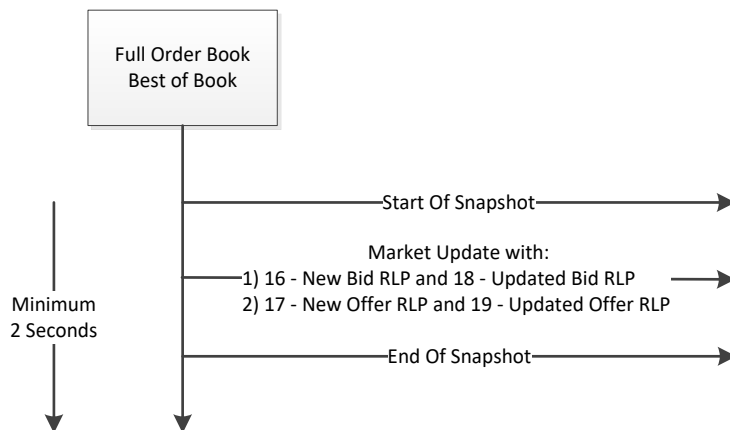 Full Order Book
Best of Book
Start Of Snapshot
Market Update with:
1) 16 - New Bid RLP and 18 - Updated Bid RLP
2) 17 - New Offer RLP and 19 - Updated Offer RLP
Minimum
2 Seconds
End Of Snapshot